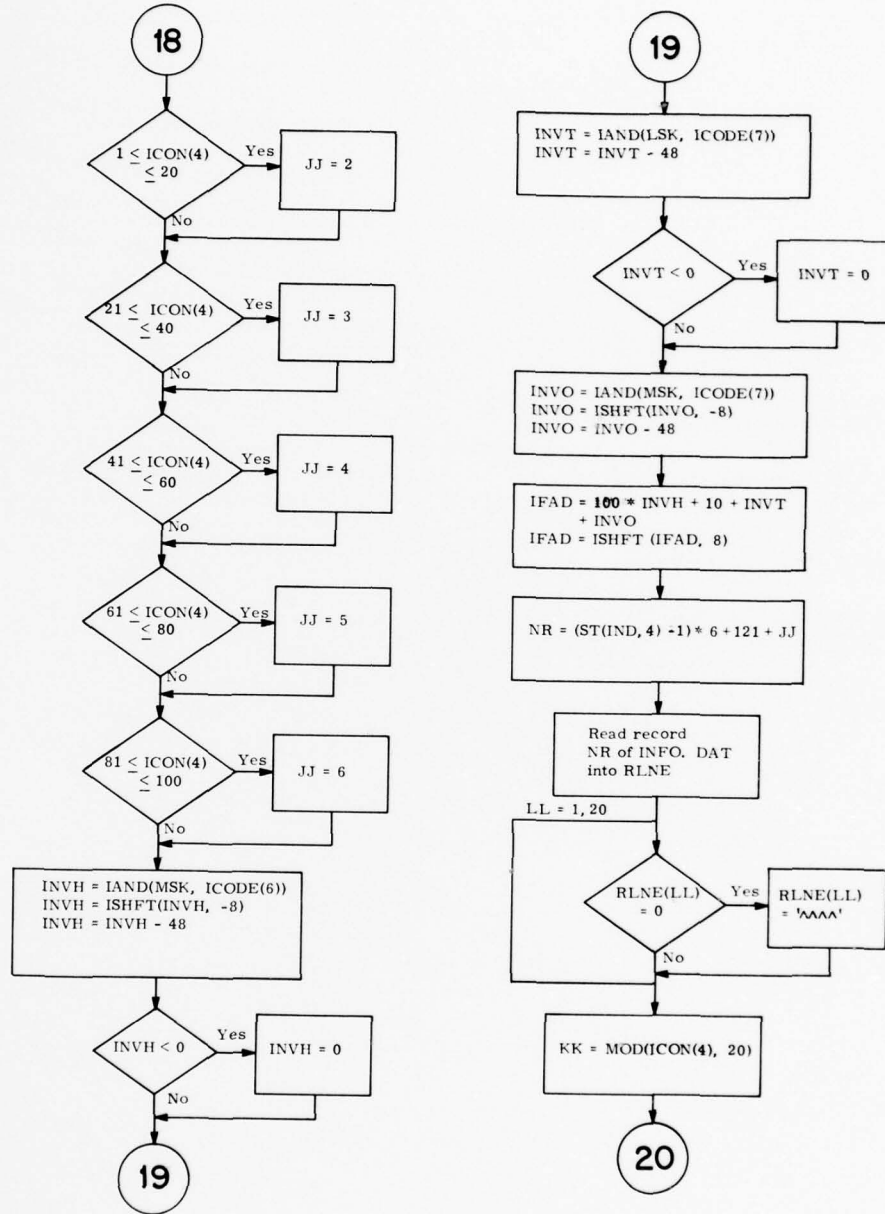 18
1 ≤ ICON(4)
≤ 20
Yes
JJ = 2
No
21 ≤ ICON(4)
≤ 40
Yes
JJ = 3
No
41 ≤ ICON(4)
≤ 60
Yes
JJ = 4
No
61 ≤ ICON(4)
≤ 80
Yes
JJ = 5
No
81 ≤ ICON(4)
≤ 100
Yes
JJ = 6
No
INVH = IAND(MSK, ICODE(6))
INVH = ISHFT(INVH, -8)
INVH = INVH - 48
INVH < 0
Yes
INVH = 0
No
19
19
INVT = IAND(LSK, ICODE(7))
INVT = INVT - 48
INVT < 0
Yes
INVT = 0
No
INVO = IAND(MSK, ICODE(7))
INVO = ISHFT(INVO, -8)
INVO = INVO - 48
IFAD = 100 * INVH + 10 + INVT
+ INVO
IFAD = ISHFT (IFAD, 8)
NR = (ST(IND, 4) -1) * 6 + 121 + JJ
Read record
NR of INFO. DAT
into RLNE
LL = 1, 20
RLNE(LL)
= 0
Yes
RLNE(LL)
= '^^^^'
No
KK = MOD(ICON(4), 20)
20